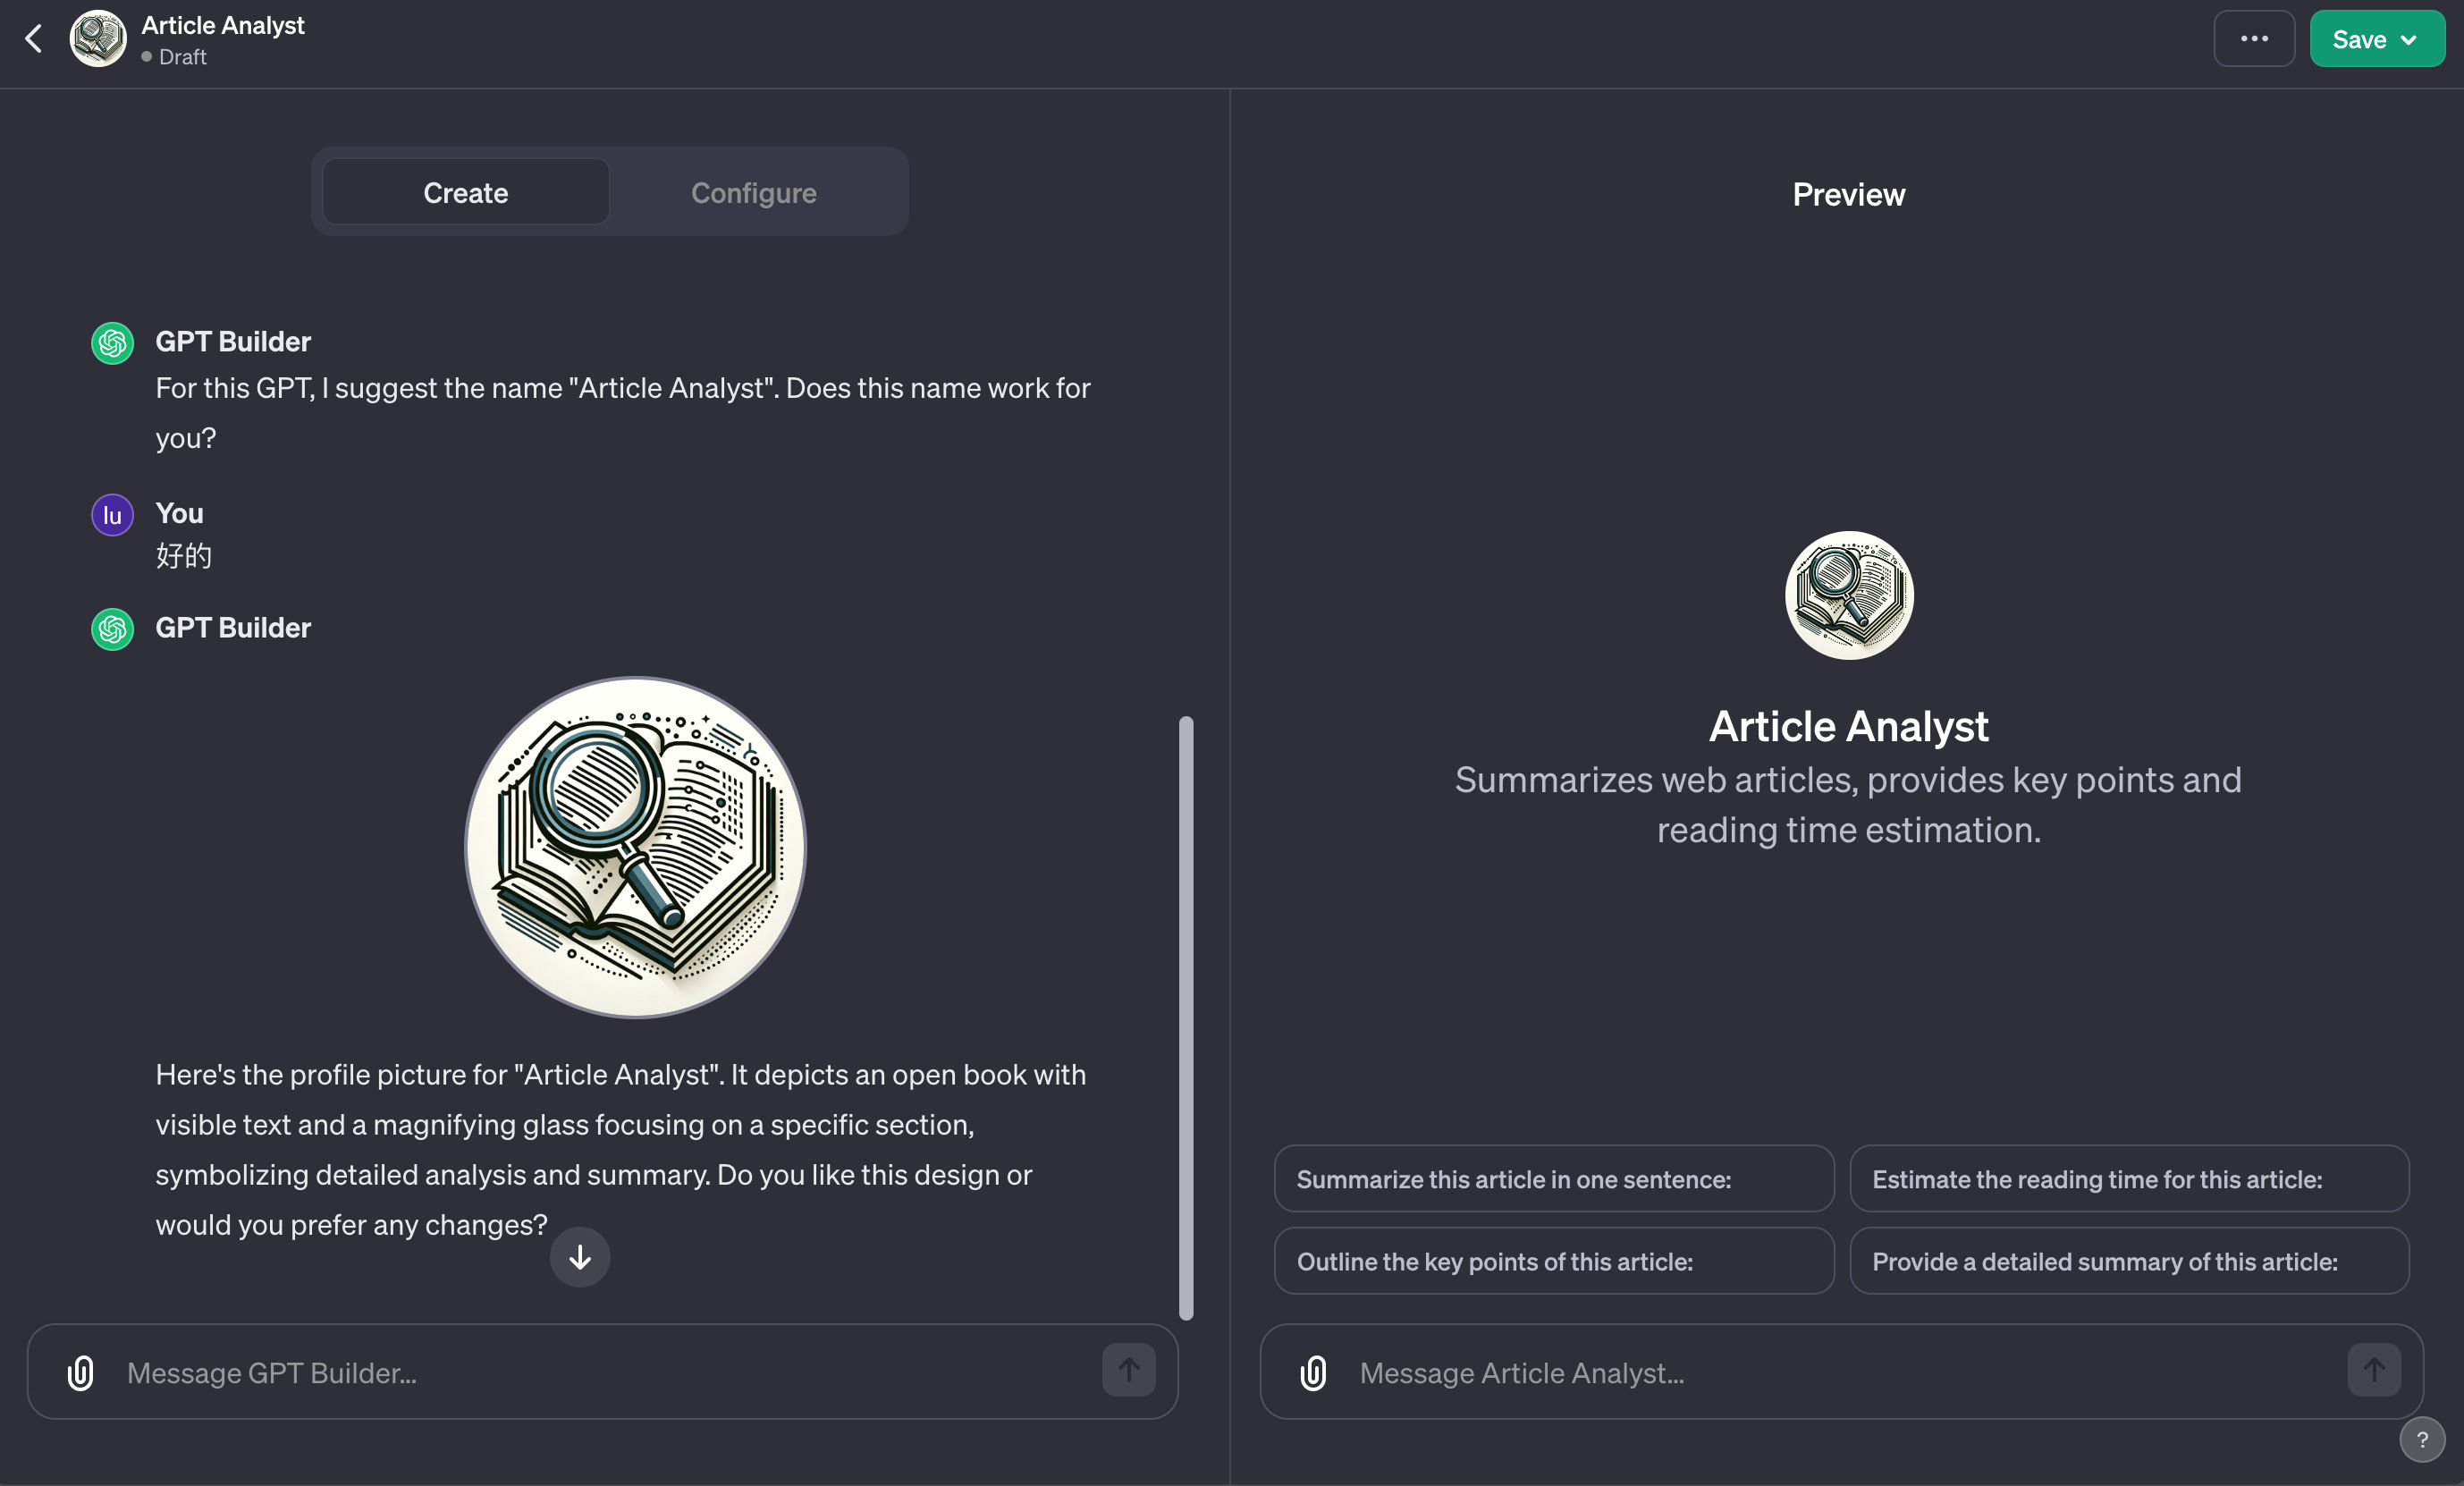 Article Analyst
Draft
Save
Create
Configure
GPT Builder
For this GPT, I suggest the name "Article Analyst". Does this name work for
you?
lu
You
好的
GPT Builder
Here's the profile picture for "Article Analyst". It depicts an open book with
visible text and a magnifying glass focusing on a specific section,
symbolizing detailed analysis and summary. Do you like this design or
would you prefer any changes?
Message GPT Builder…
Preview
Article Analyst
Summarizes web articles, provides key points and
reading time estimation.
Summarize this article in one sentence:
Estimate the reading time for this article:
Outline the key points of this article:
Provide a detailed summary of this article:
Message Article Analyst…
?